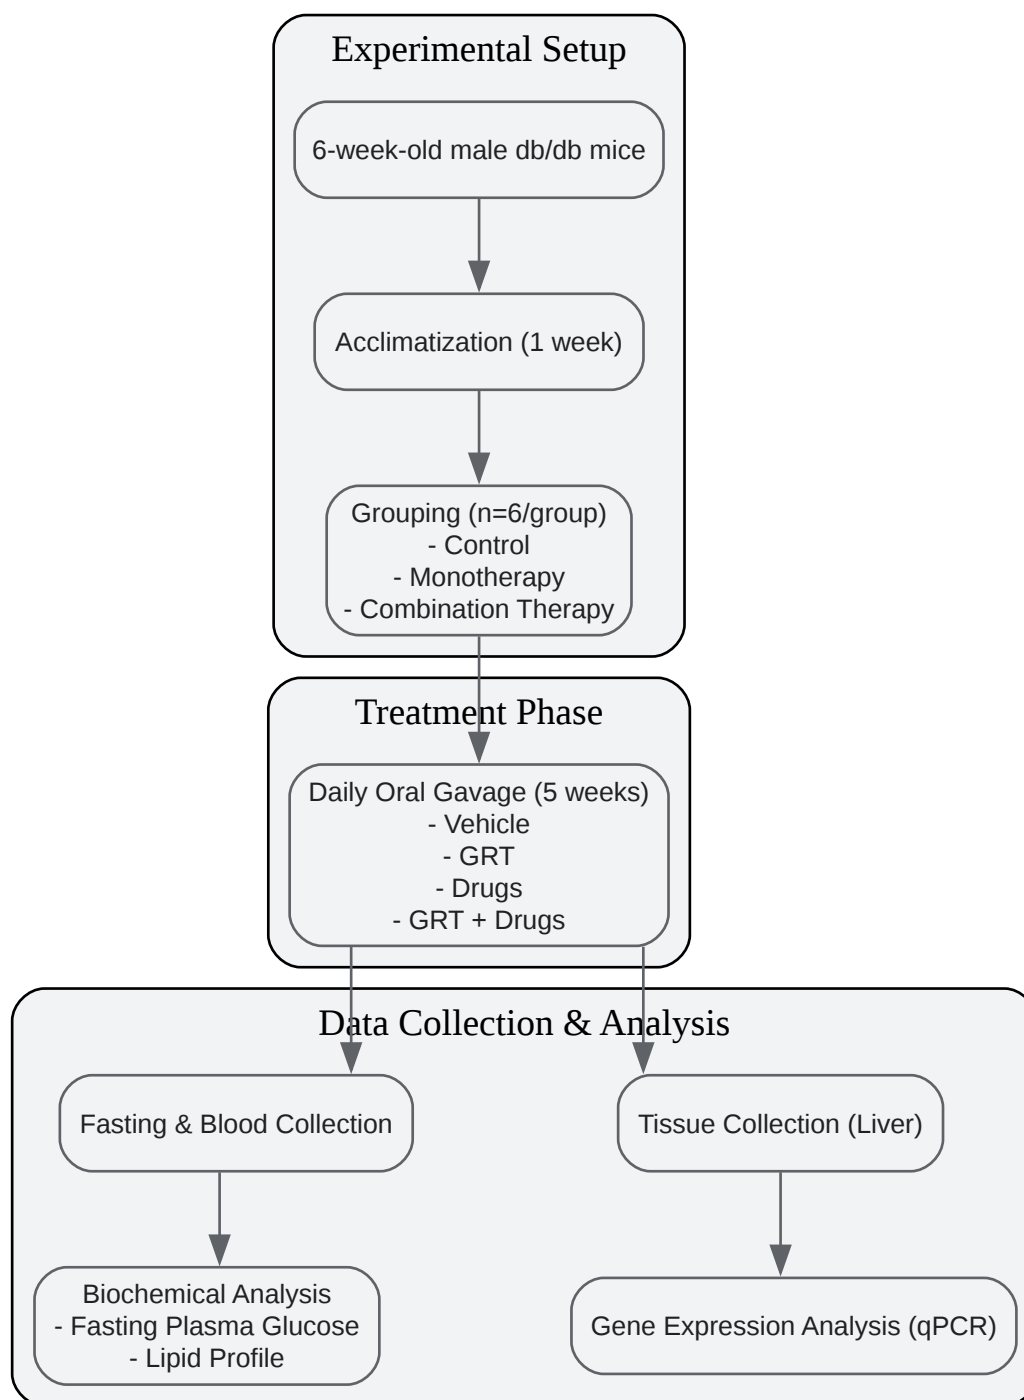 Experimental Setup
6-week-old male db/db mice
Acclimatization (1 week)
Grouping (n=6/group)
- Control
- Monotherapy
- Combination Therapy
Treatment Phase
Daily Oral Gavage (5 weeks)
- Vehicle
- GRT
- Drugs
- GRT + Drugs
Data Collection & Analysis
Fasting & Blood Collection
Tissue Collection (Liver)
Biochemical Analysis
- Fasting Plasma Glucose
- Lipid Profile
Gene Expression Analysis (qPCR)